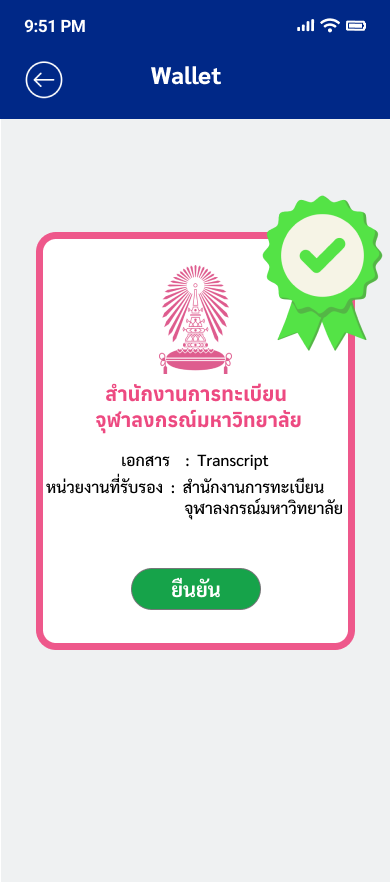 9:51 PM
Wallet
สำนักงานการทะเบียน
จุฬาลงกรณ์มหาวิทยาลัย
เอกสาร : Transcript
หน่วยงานที่รับรอง : สำนักงานการทะเบียน
จุฬาลงกรณ์มหาวิทยาลัย
ยืนยัน